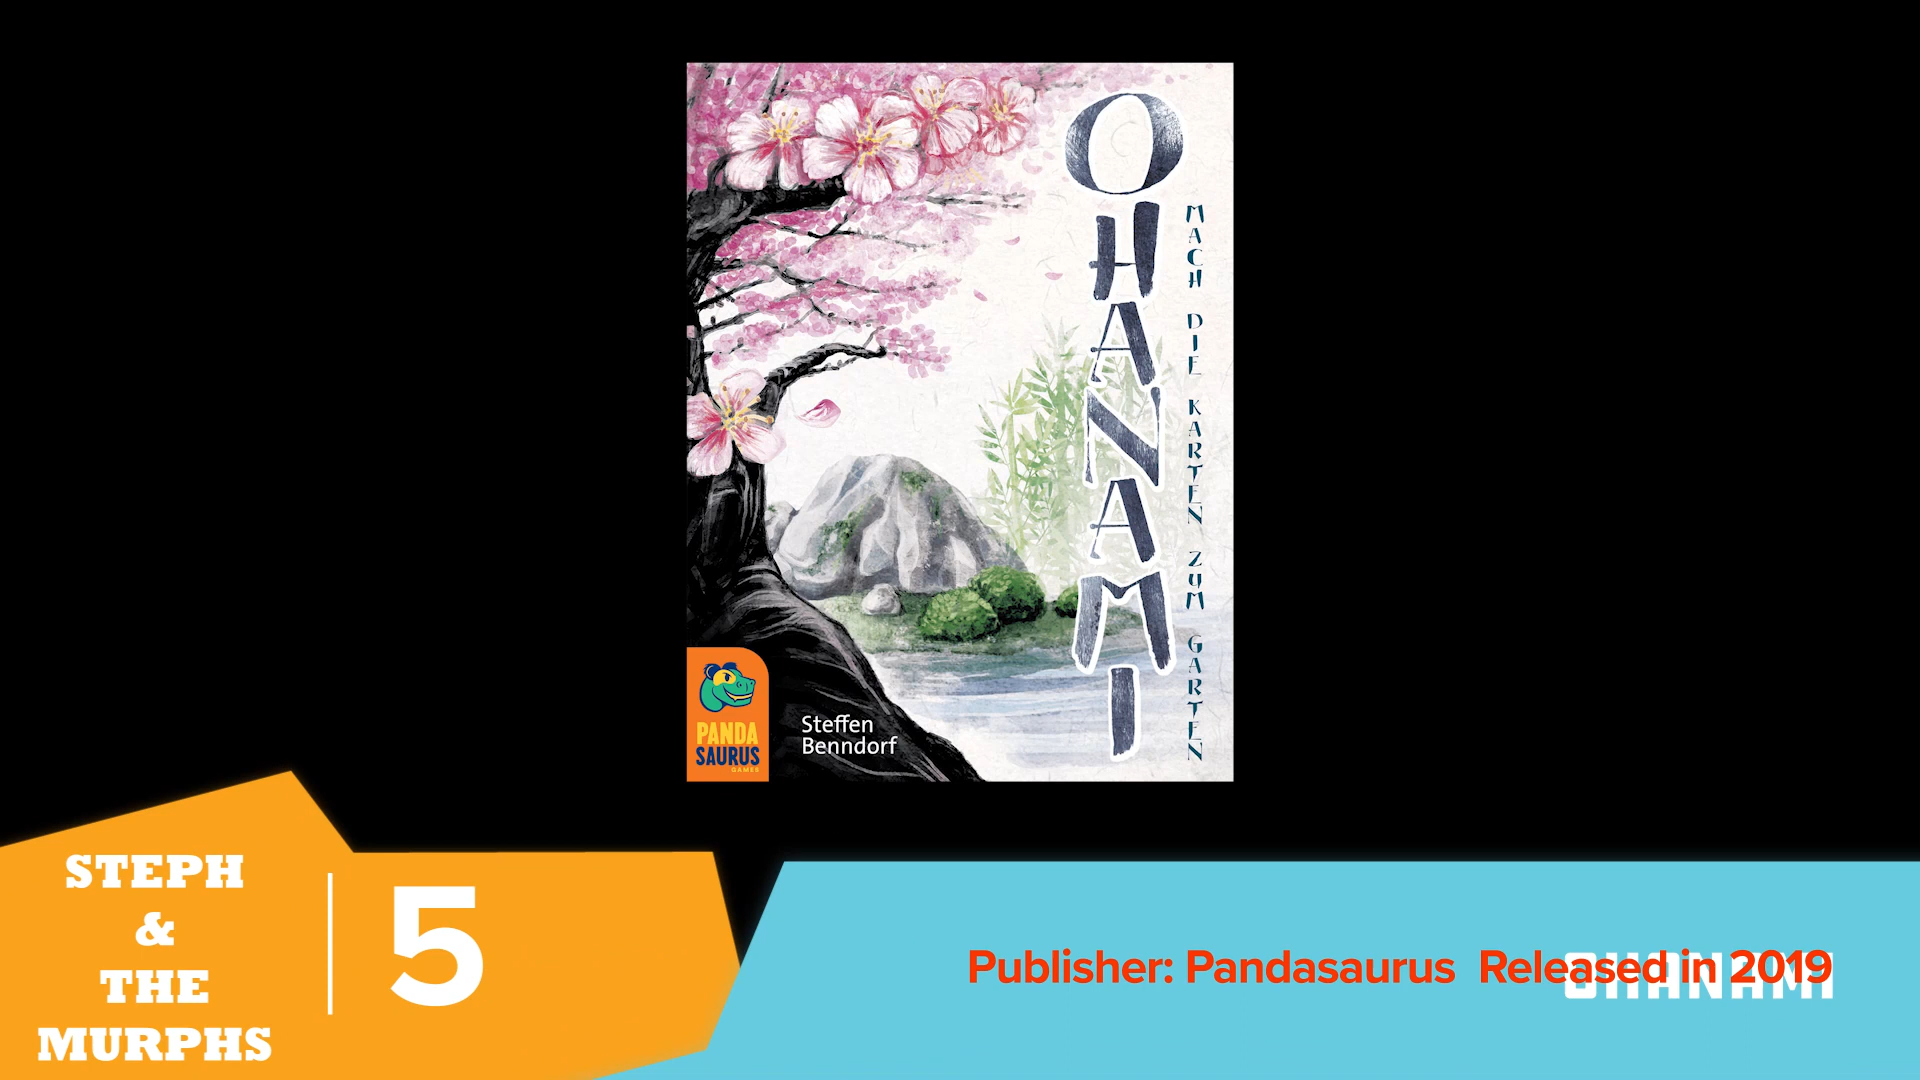 OHANAMI
MACH DIE KARTEN ZUM GARTEN
PANDA
SAURUS
GAMES
Steffen
Benndorf
STEPH
&
THE
MURPHS
5
Publisher: Pandasaurus Released in 2019
OHANAMI